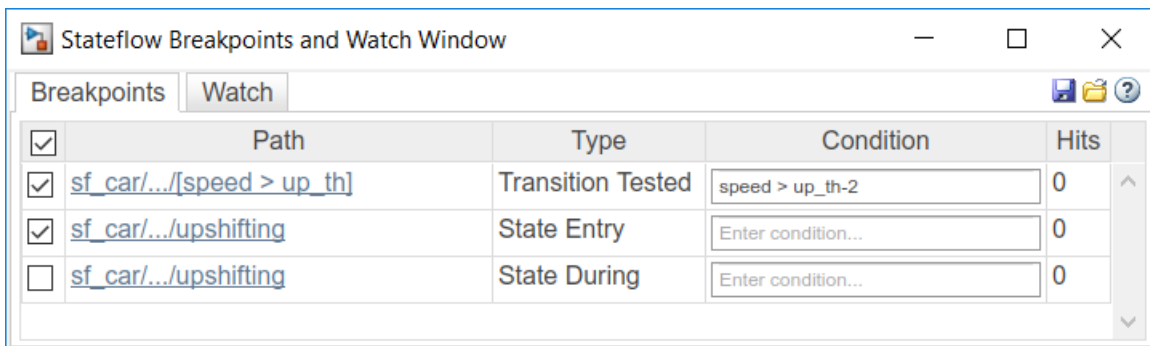 Stateflow Breakpoints and Watch Window
Breakpoints Watch
Path Type Condition Hits
sf_car/.../[speed > up_th] Transition Tested speed > up_th-2 0
sf_car/.../upshifting State Entry Enter condition... 0
sf_car/.../upshifting State During Enter condition... 0